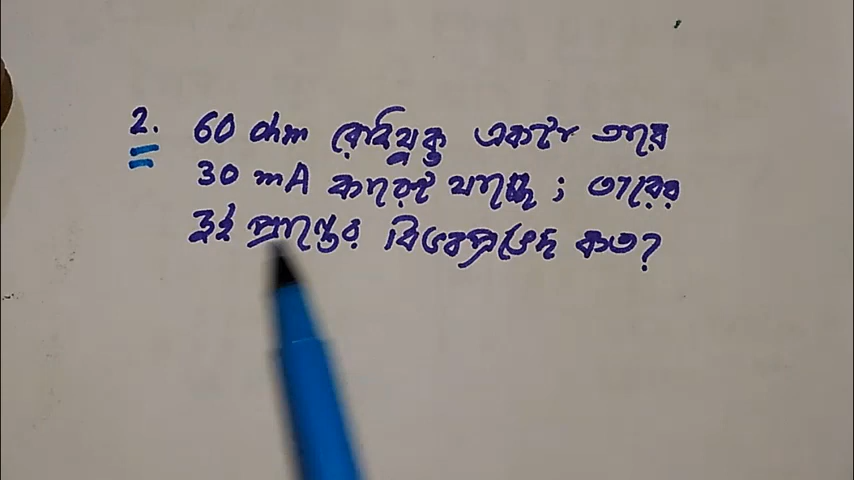 2. 60 ohm রোধযুক্ত একটি তারে
30 mA কারেন্ট যাচ্ছে ; তারের
দুই প্রান্তের বিভবপ্রভেদ কত?